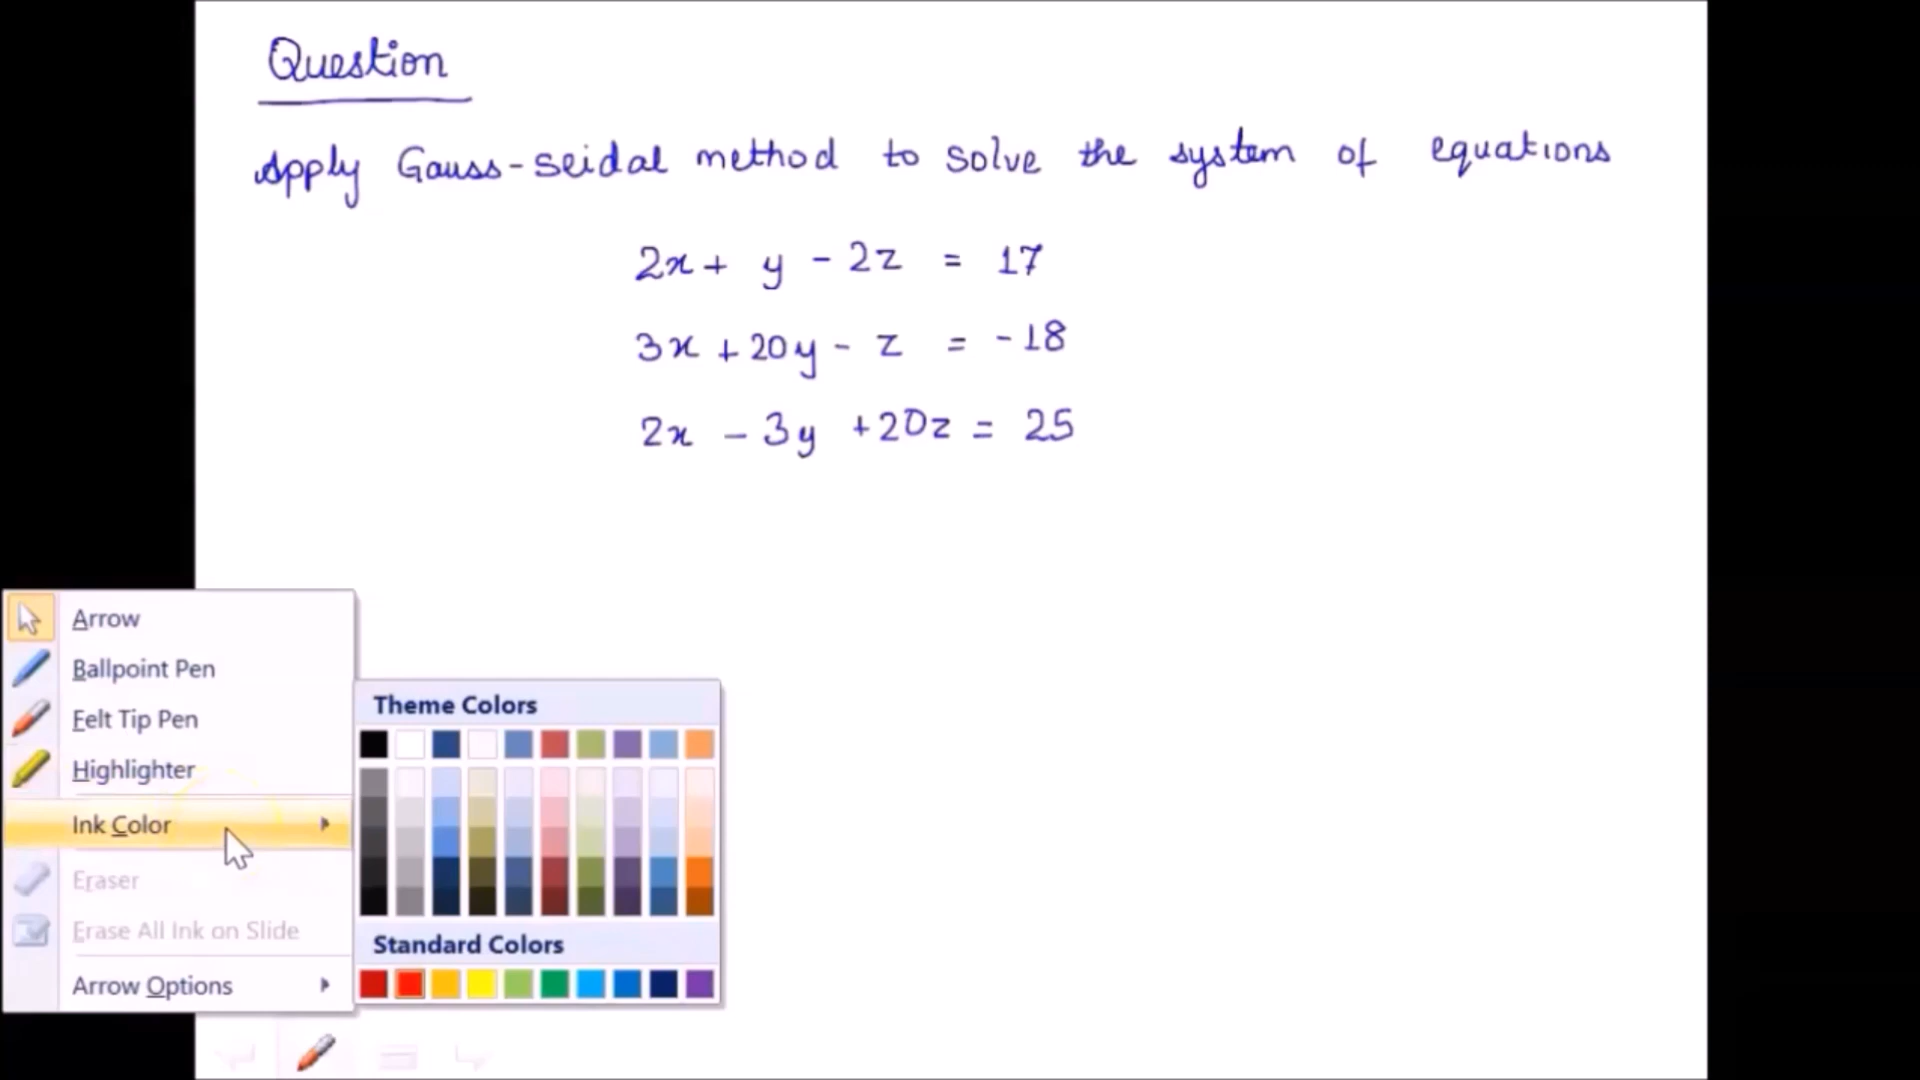 Question
Apply Gauss-seidal method to solve the system of equations
2x + y - 2z = 17
3x + 20y - z = -18
2x - 3y + 20z = 25
Arrow
Ballpoint Pen
Felt Tip Pen
Highlighter
Ink Color
Eraser
Erase All Ink on Slide
Arrow Options
Theme Colors
Standard Colors